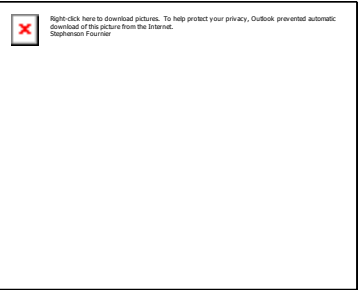 Right-click here to download pictures. To help protect your privacy, Outlook prevented automatic
download of this picture from the Internet.
Stephenson Fournier